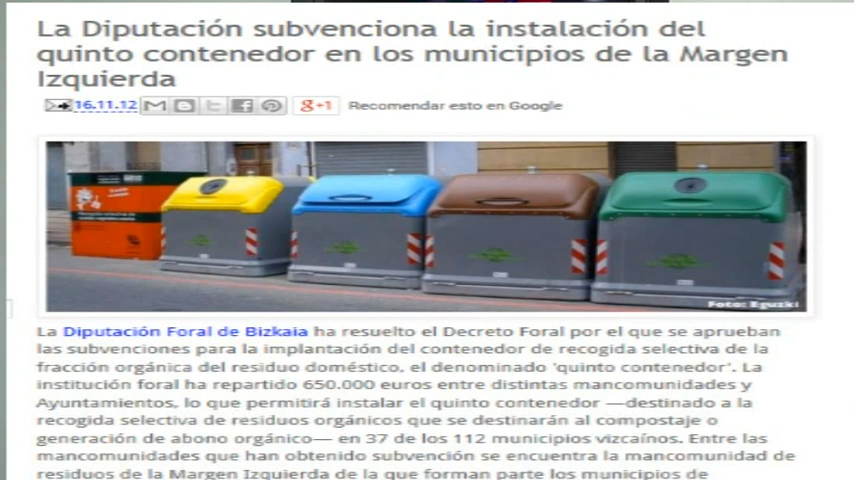 La Diputación subvenciona la instalación del
quinto contenedor en los municipios de la Margen
Izquierda
16.11.12
g+1 Recomendar esto en Google
Foto: Eguzki
La Diputación Foral de Bizkaia ha resuelto el Decreto Foral por el que se aprueban
las subvenciones para la implantación del contenedor de recogida selectiva de la
fracción orgánica del residuo doméstico, el denominado 'quinto contenedor'. La
institución foral ha repartido 650.000 euros entre distintas mancomunidades y
Ayuntamientos, lo que permitirá instalar el quinto contenedor —destinado a la
recogida selectiva de residuos orgánicos que se destinarán al compostaje o
generación de abono orgánico— en 37 de los 112 municipios vizcaínos. Entre las
mancomunidades que han obtenido subvención se encuentra la mancomunidad de
residuos de la Margen Izquierda de la que forman parte los municipios de